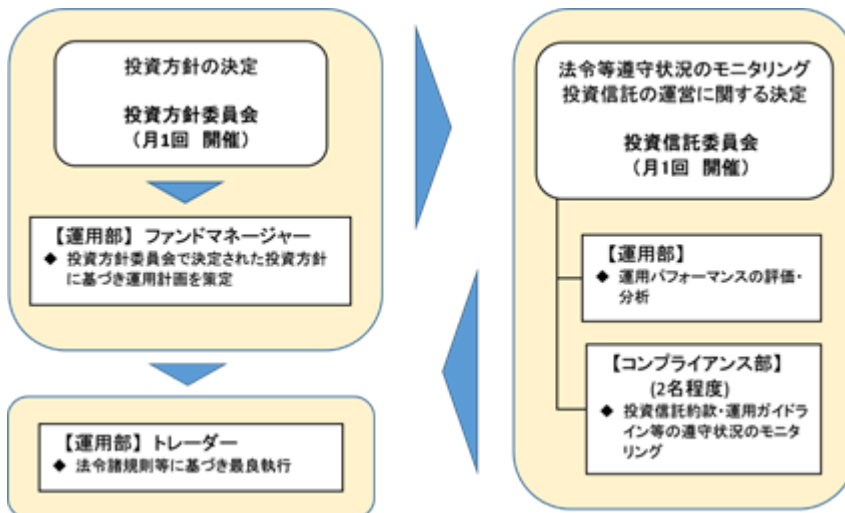 投資方針の決定
投資方針委員会
（月1回　開催）
【運用部】ファンドマネージャー
◆ 投資方針委員会で決定された投資方針
に基づき運用計画を策定
【運用部】トレーダー
◆ 法令諸規則等に基づき最良執行
法令等遵守状況のモニタリング
投資信託の運営に関する決定
投資信託委員会
（月1回　開催）
【運用部】
◆ 運用パフォーマンスの評価・
分析
【コンプライアンス部】
(2名程度)
◆ 投資信託約款・運用ガイドラ
イン等の遵守状況のモニタ
リング